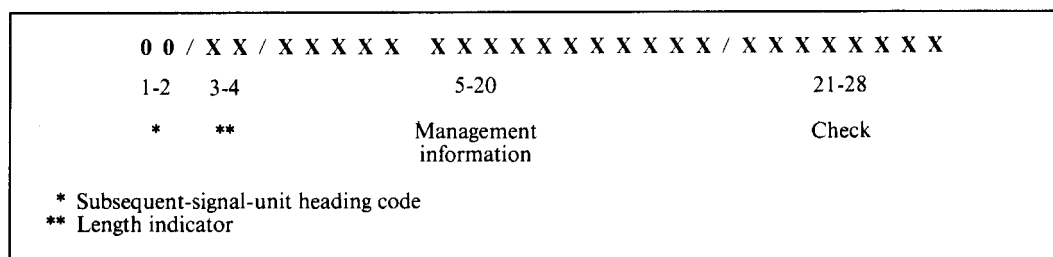 0 0 / X X / X X X X X X X X X X X X X X X X / X X X X X X X X
1-2 3-4 5-20 21-28
* ** Management Check
information
* Subsequent-signal-unit heading code
** Length indicator